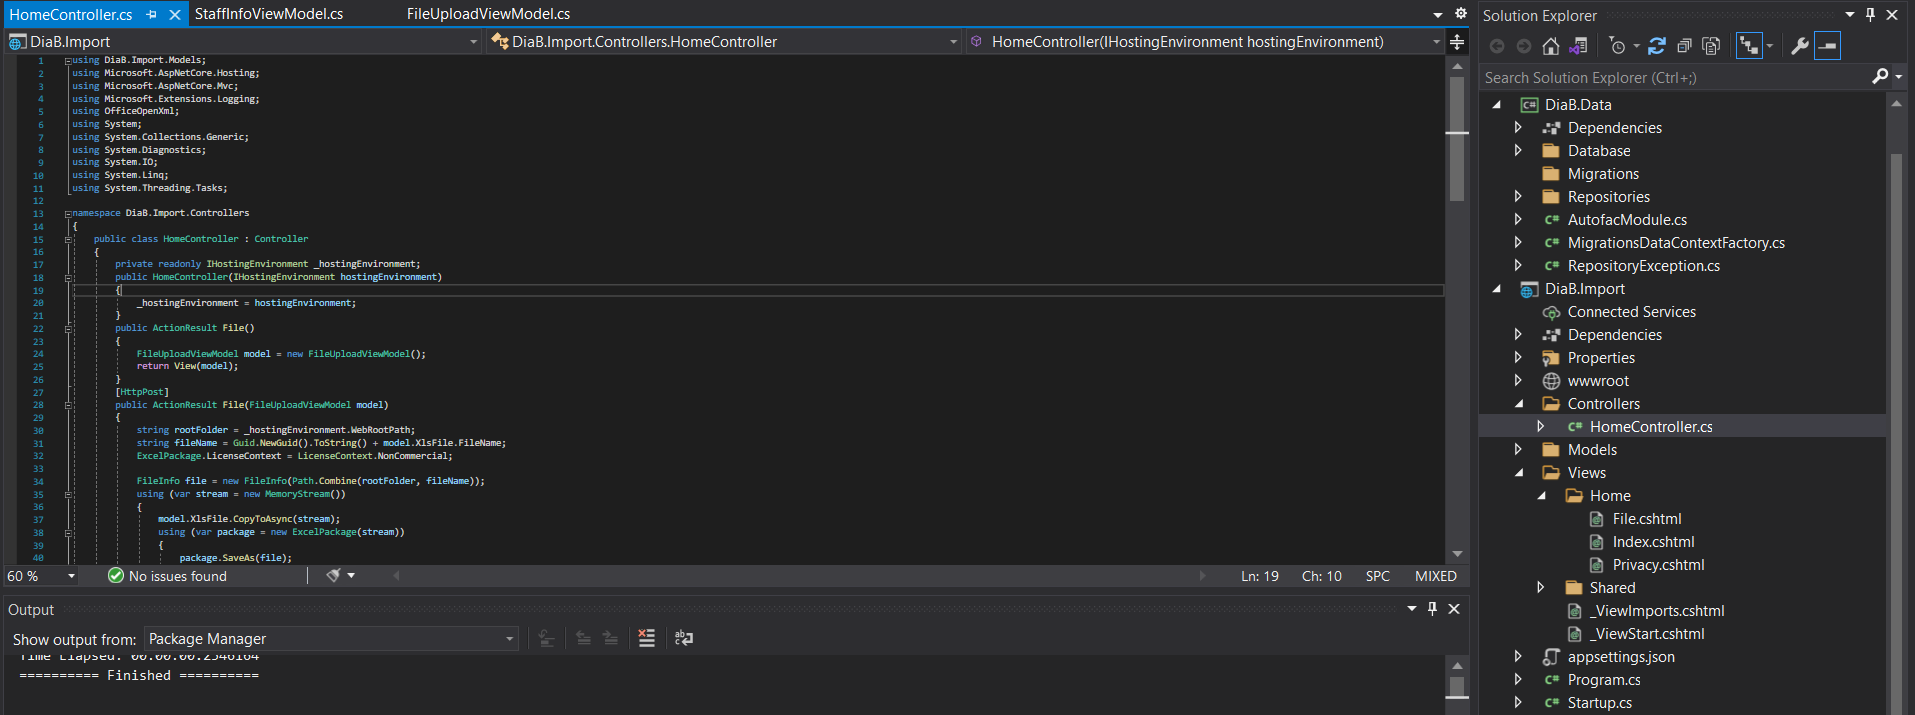 HomeController.cs
StaffInfoViewModel.cs
FileUploadViewModel.cs
DiaB.Import
DiaB.Import.Controllers.HomeController
HomeController(IHostingEnvironment hostingEnvironment)
1 using DiaB.Import.Models;
2 using Microsoft.AspNetCore.Hosting;
3 using Microsoft.AspNetCore.Mvc;
4 using Microsoft.Extensions.Logging;
5 using OfficeOpenXml;
6 using System;
7 using System.Collections.Generic;
8 using System.Diagnostics;
9 using System.IO;
10 using System.Linq;
11 using System.Threading.Tasks;
12
13 namespace DiaB.Import.Controllers
14 {
15 public class HomeController : Controller
16 {
17 private readonly IHostingEnvironment _hostingEnvironment;
18 public HomeController(IHostingEnvironment hostingEnvironment)
19 {
20 _hostingEnvironment = hostingEnvironment;
21 }
22 public ActionResult File()
23 {
24 FileUploadViewModel model = new FileUploadViewModel();
25 return View(model);
26 }
27 [HttpPost]
28 public ActionResult File(FileUploadViewModel model)
29 {
30 string rootFolder = _hostingEnvironment.WebRootPath;
31 string fileName = Guid.NewGuid().ToString() + model.XlsFile.FileName;
32 ExcelPackage.LicenseContext = LicenseContext.NonCommercial;
33
34 FileInfo file = new FileInfo(Path.Combine(rootFolder, fileName));
35 using (var stream = new MemoryStream())
36 {
37 model.XlsFile.CopyToAsync(stream);
38 using (var package = new ExcelPackage(stream))
39 {
40 package.SaveAs(file);
60 %
No issues found
Ln: 19
Ch: 10
SPC
MIXED
Output
Show output from: Package Manager
Time Elapsed: 00:00:00.2546164
========== Finished ==========
Solution Explorer
Search Solution Explorer (Ctrl+;)
C# DiaB.Data
Dependencies
Database
Migrations
Repositories
C# AutofacModule.cs
C# MigrationsDataContextFactory.cs
C# RepositoryException.cs
DiaB.Import
Connected Services
Dependencies
Properties
wwwroot
Controllers
C# HomeController.cs
Models
Views
Home
File.cshtml
Index.cshtml
Privacy.cshtml
Shared
_ViewImports.cshtml
_ViewStart.cshtml
appsettings.json
C# Program.cs
C# Startup.cs